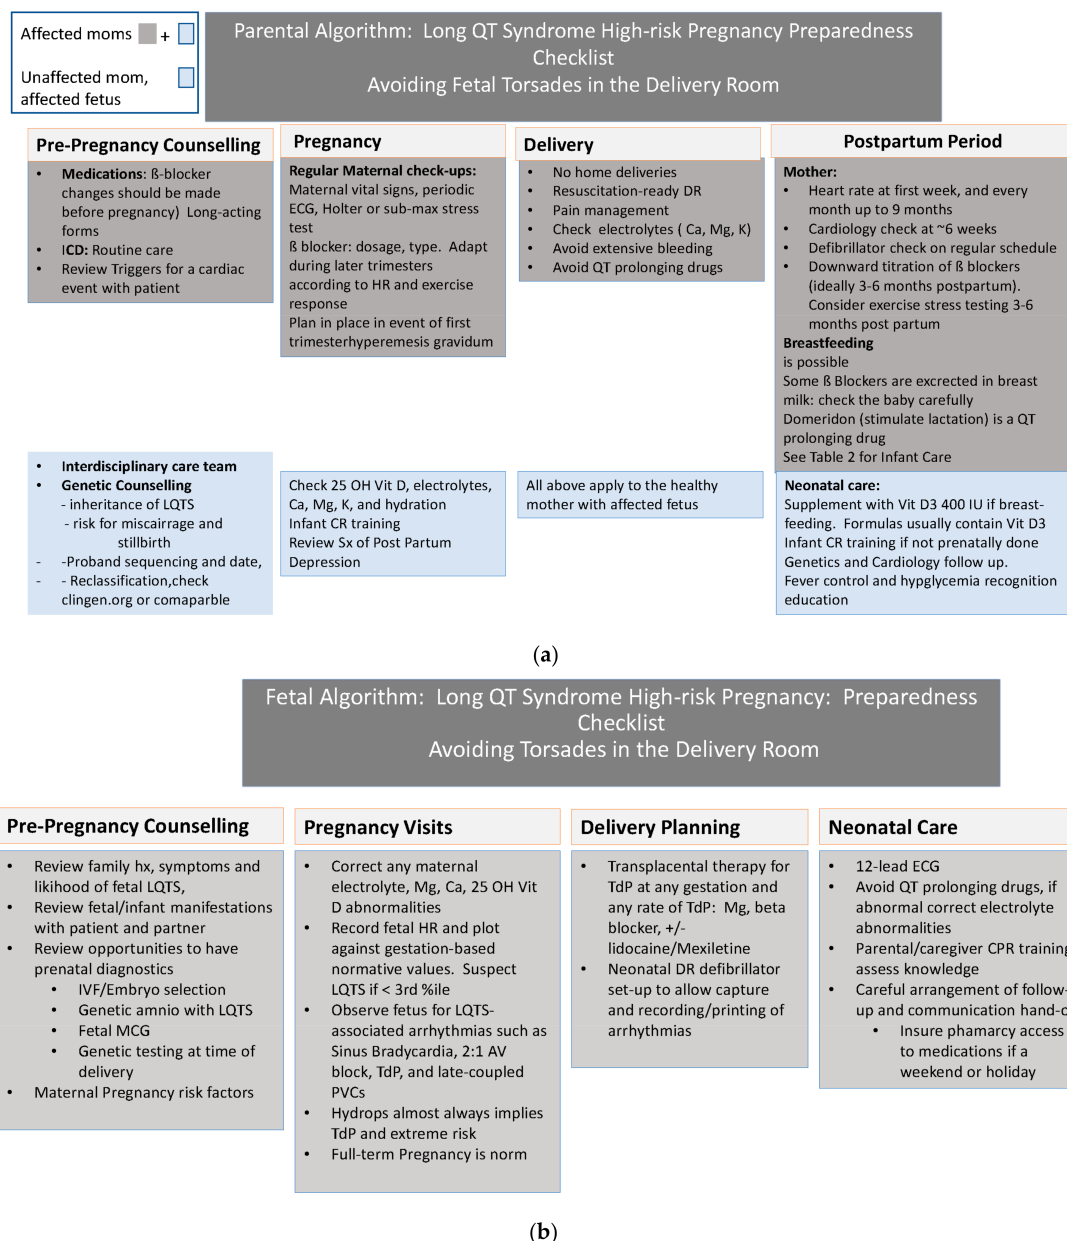 Affected moms +
Unaffected mom,
affected fetus
Parental Algorithm: Long QT Syndrome High-risk Pregnancy Preparedness
Checklist
Avoiding Fetal Torsades in the Delivery Room
Pre-Pregnancy Counselling
• Medications: ß-blocker
changes should be made
before pregnancy) Long-acting
forms
• ICD: Routine care
• Review Triggers for a cardiac
event with patient
Pregnancy
Regular Maternal check-ups:
Maternal vital signs, periodic
ECG, Holter or sub-max stress
test
ß blocker: dosage, type. Adapt
during later trimesters
according to HR and exercise
response
Plan in place in event of first
trimesterhyperemesis gravidum
Delivery
• No home deliveries
• Resuscitation-ready DR
• Pain management
• Check electrolytes ( Ca, Mg, K)
• Avoid extensive bleeding
• Avoid QT prolonging drugs
Postpartum Period
Mother:
• Heart rate at first week, and every
month up to 9 months
• Cardiology check at ~6 weeks
• Defibrillator check on regular schedule
• Downward titration of ß blockers
(ideally 3-6 months postpartum).
Consider exercise stress testing 3-6
months post partum
Breastfeeding
is possible
Some ß Blockers are excrected in breast
milk: check the baby carefully
Domeridon (stimulate lactation) is a QT
prolonging drug
See Table 2 for Infant Care
• Interdisciplinary care team
• Genetic Counselling
- inheritance of LQTS
- risk for miscairrage and
stillbirth
- -Proband sequencing and date,
- - Reclassification,check
clingen.org or comaparble
Check 25 OH Vit D, electrolytes,
Ca, Mg, K, and hydration
Infant CR training
Review Sx of Post Partum
Depression
All above apply to the healthy
mother with affected fetus
Neonatal care:
Supplement with Vit D3 400 IU if breast-
feeding. Formulas usually contain Vit D3
Infant CR training if not prenatally done
Genetics and Cardiology follow up.
Fever control and hypglycemia recognition
education
(a)
Fetal Algorithm: Long QT Syndrome High-risk Pregnancy: Preparedness
Checklist
Avoiding Torsades in the Delivery Room
Pre-Pregnancy Counselling
• Review family hx, symptoms and
likihood of fetal LQTS,
• Review fetal/infant manifestations
with patient and partner
• Review opportunities to have
prenatal diagnostics
• IVF/Embryo selection
• Genetic amnio with LQTS
• Fetal MCG
• Genetic testing at time of
delivery
• Maternal Pregnancy risk factors
Pregnancy Visits
• Correct any maternal
electrolyte, Mg, Ca, 25 OH Vit
D abnormalities
• Record fetal HR and plot
against gestation-based
normative values. Suspect
LQTS if < 3rd %ile
• Observe fetus for LQTS-
associated arrhythmias such as
Sinus Bradycardia, 2:1 AV
block, TdP, and late-coupled
PVCs
• Hydrops almost always implies
TdP and extreme risk
• Full-term Pregnancy is norm
Delivery Planning
• Transplacental therapy for
TdP at any gestation and
any rate of TdP: Mg, beta
blocker, +/-
lidocaine/Mexiletine
• Neonatal DR defibrillator
set-up to allow capture
and recording/printing of
arrhythmias
Neonatal Care
• 12-lead ECG
• Avoid QT prolonging drugs, if
abnormal correct electrolyte
abnormalities
• Parental/caregiver CPR training
assess knowledge
• Careful arrangement of follow-
up and communication hand-
• Insure phamarcy access
to medications if a
weekend or holiday
(b)